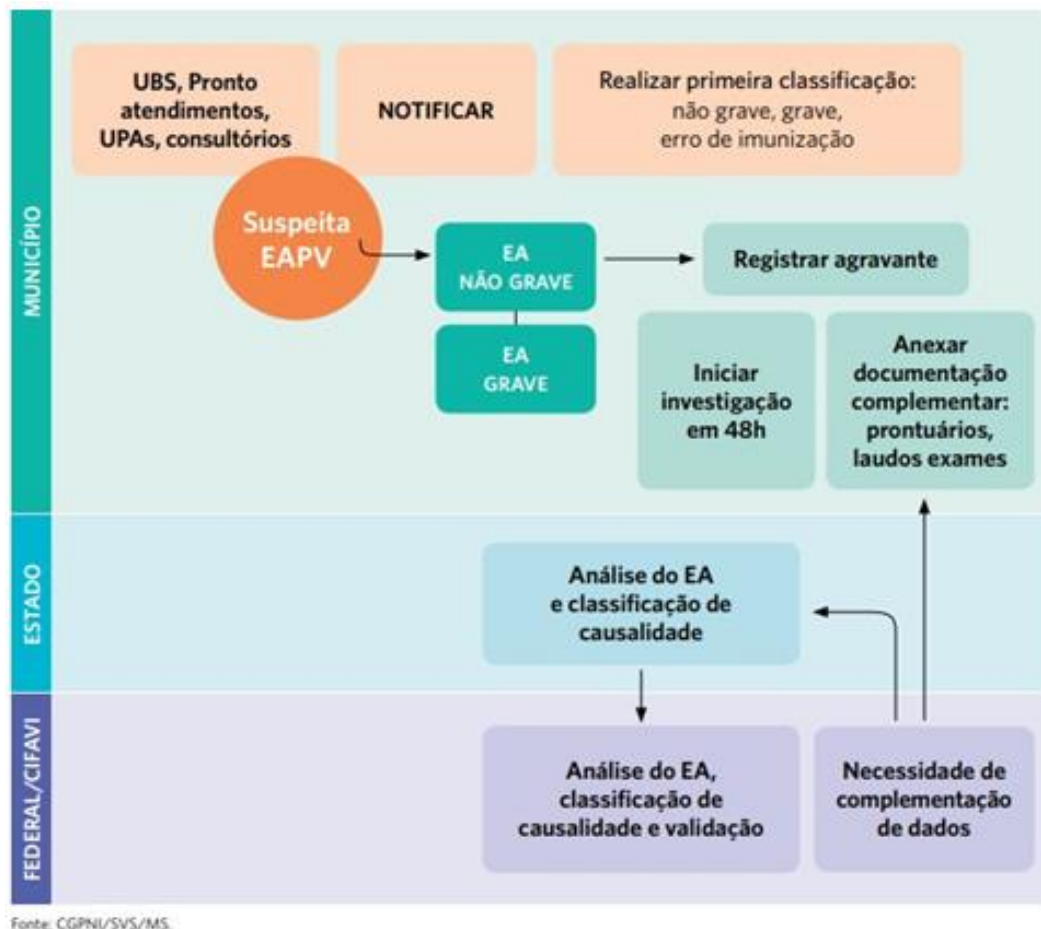 MUNICÍPIO
UBS, Pronto
atendimentos,
UPAs, consultórios
NOTIFICAR
Realizar primeira classificação:
não grave, grave,
erro de imunização
Suspeita
EAPV
EA
NÃO GRAVE
Registrar agravante
EA
GRAVE
Iniciar
investigação
em 48h
Anexar
documentação
complementar:
prontuários,
laudos exames
ESTADO
Análise do EA
e classificação de
causalidade
FEDERAL/CIFAVI
Análise do EA,
classificação de
causalidade e validação
Necessidade de
complementação
de dados
Fonte: CGPNI/SVS/MS.